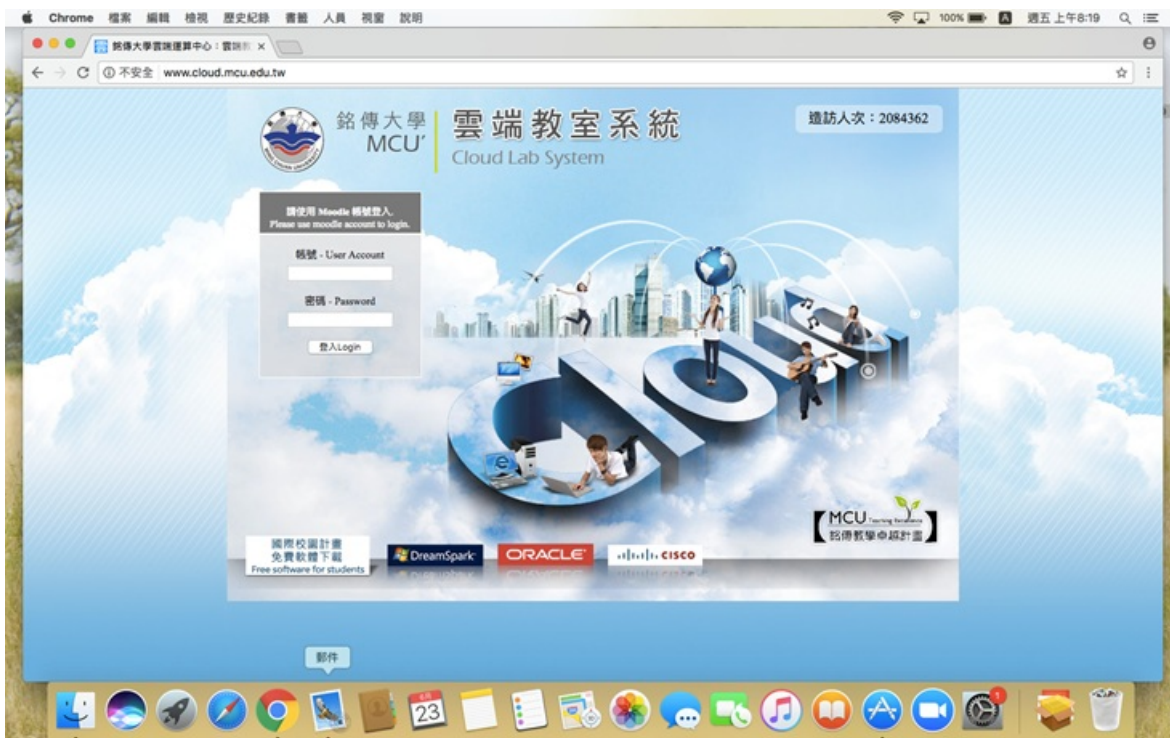 Chrome 檔案 編輯 檢視 歷史紀錄 書籤 人員 視窗 說明 100% A 週五 上午8:19
銘傳大學雲端運算中心：雲端
不安全 www.cloud.mcu.edu.tw
銘傳大學
MCU
雲端教室系統
Cloud Lab System
造訪人次：2084362
請使用 Moodle 帳號登入.
Please use moodle account to login.
帳號 - User Account
密碼 - Password
登入Login
Cloud
MCU Teaching Excellence
銘傳教學卓越計畫
國際校園計畫
免費軟體下載
Free software for students
DreamSpark
ORACLE
CISCO
郵件
6月
23
1